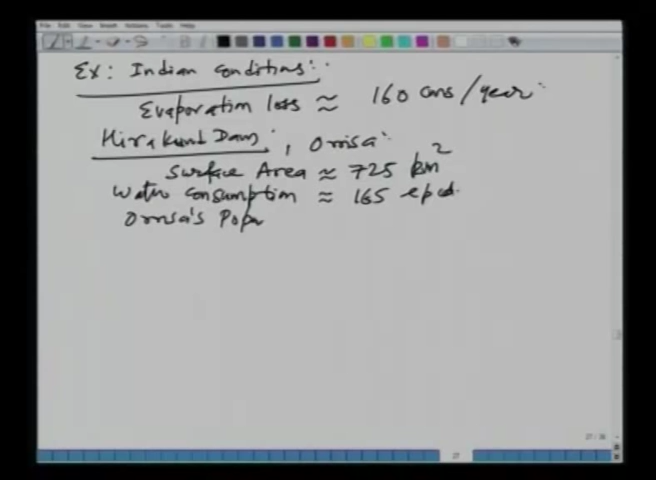 Ex: Indian Conditions:
Evaporation loss ≈ 160 cms/year
Hirakund Dam, Orrisa:
Surface Area ≈ 725 km²
Water Consumption ≈ 165 lpcd
Orrisa's Popu